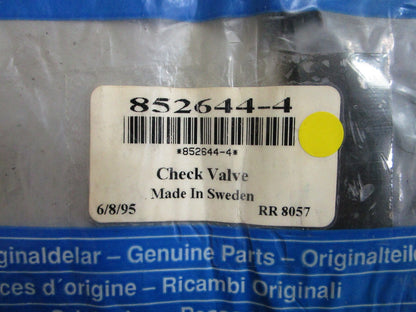 852644-4
*852644-4*
Check Valve
Made In Sweden
6/8/95 RR 8057
ginaldelar – Genuine Parts – Originalteile
ces d´origine – Ricambi Originali